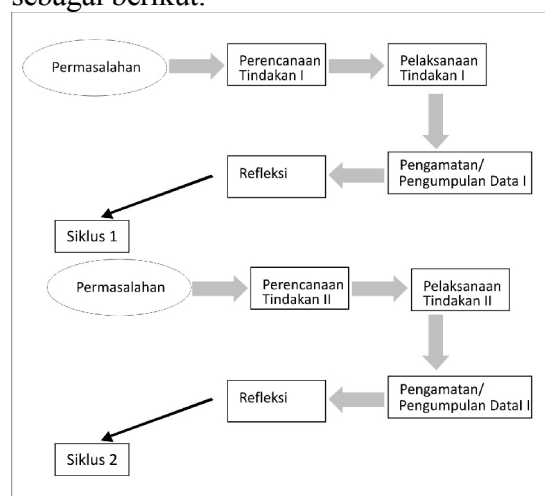 sebagai berikut:
Permasalahan
Perencanaan
Tindakan I
Pelaksanaan
Tindakan I
Pengamatan/
Pengumpulan Data I
Refleksi
Siklus 1
Permasalahan
Perencanaan
Tindakan II
Pelaksanaan
Tindakan II
Pengamatan/
Pengumpulan DataI I
Refleksi
Siklus 2